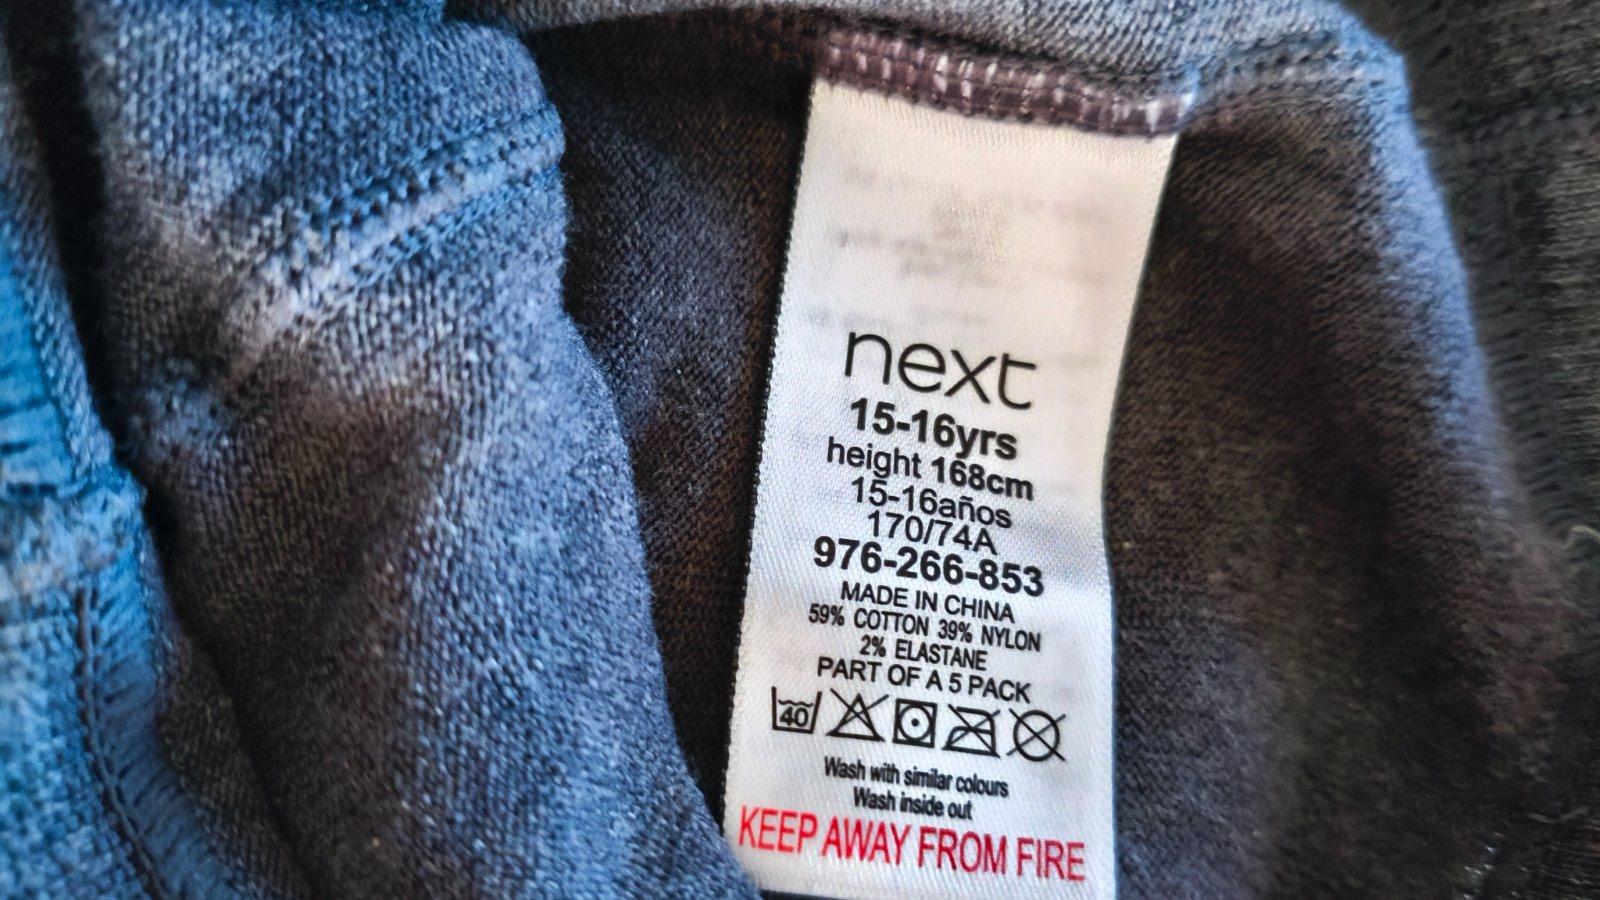 next
15-16yrs
height 168cm
15-16años
170/74A
976-266-853
MADE IN CHINA
59% COTTON 39% NYLON
2% ELASTANE
PART OF A 5 PACK
40
Wash with similar colours
Wash inside out
KEEP AWAY FROM FIRE